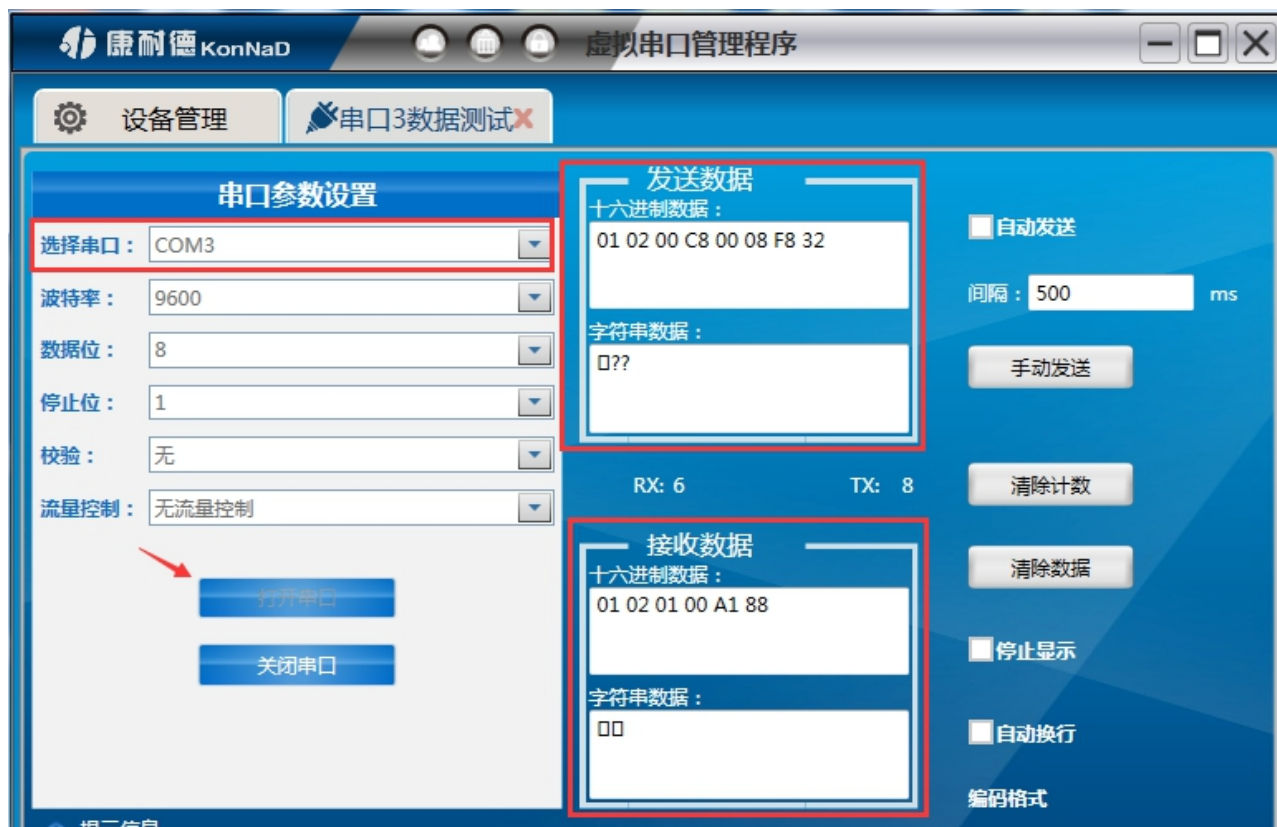 康耐德 KonNaD
虚拟串口管理程序
设备管理
串口3数据测试
串口参数设置
选择串口： COM3
波特率： 9600
数据位： 8
停止位： 1
校验： 无
流量控制： 无流量控制
打开串口
关闭串口
发送数据
十六进制数据：
01 02 00 C8 00 08 F8 32
字符串数据：
??
RX: 6 TX: 8
接收数据
十六进制数据：
01 02 01 00 A1 88
字符串数据：
自动发送
间隔： 500 ms
手动发送
清除计数
清除数据
停止显示
自动换行
编码格式
提示信息